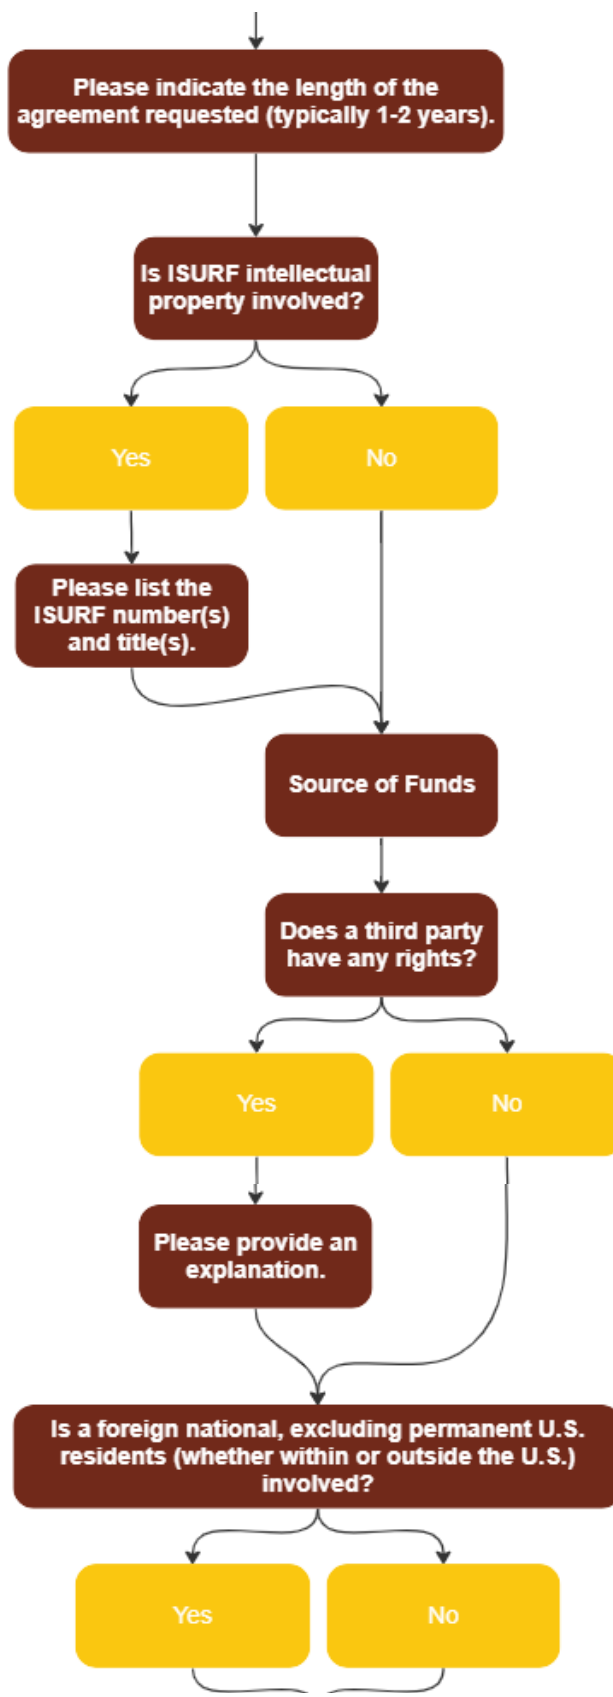 Please indicate the length of the
agreement requested (typically 1-2 years).
Is ISURF intellectual
property involved?
Yes
No
Please list the
ISURF number(s)
and title(s).
Source of Funds
Does a third party
have any rights?
Yes
No
Please provide an
explanation.
Is a foreign national, excluding permanent U.S.
residents (whether within or outside the U.S.)
involved?
Yes
No